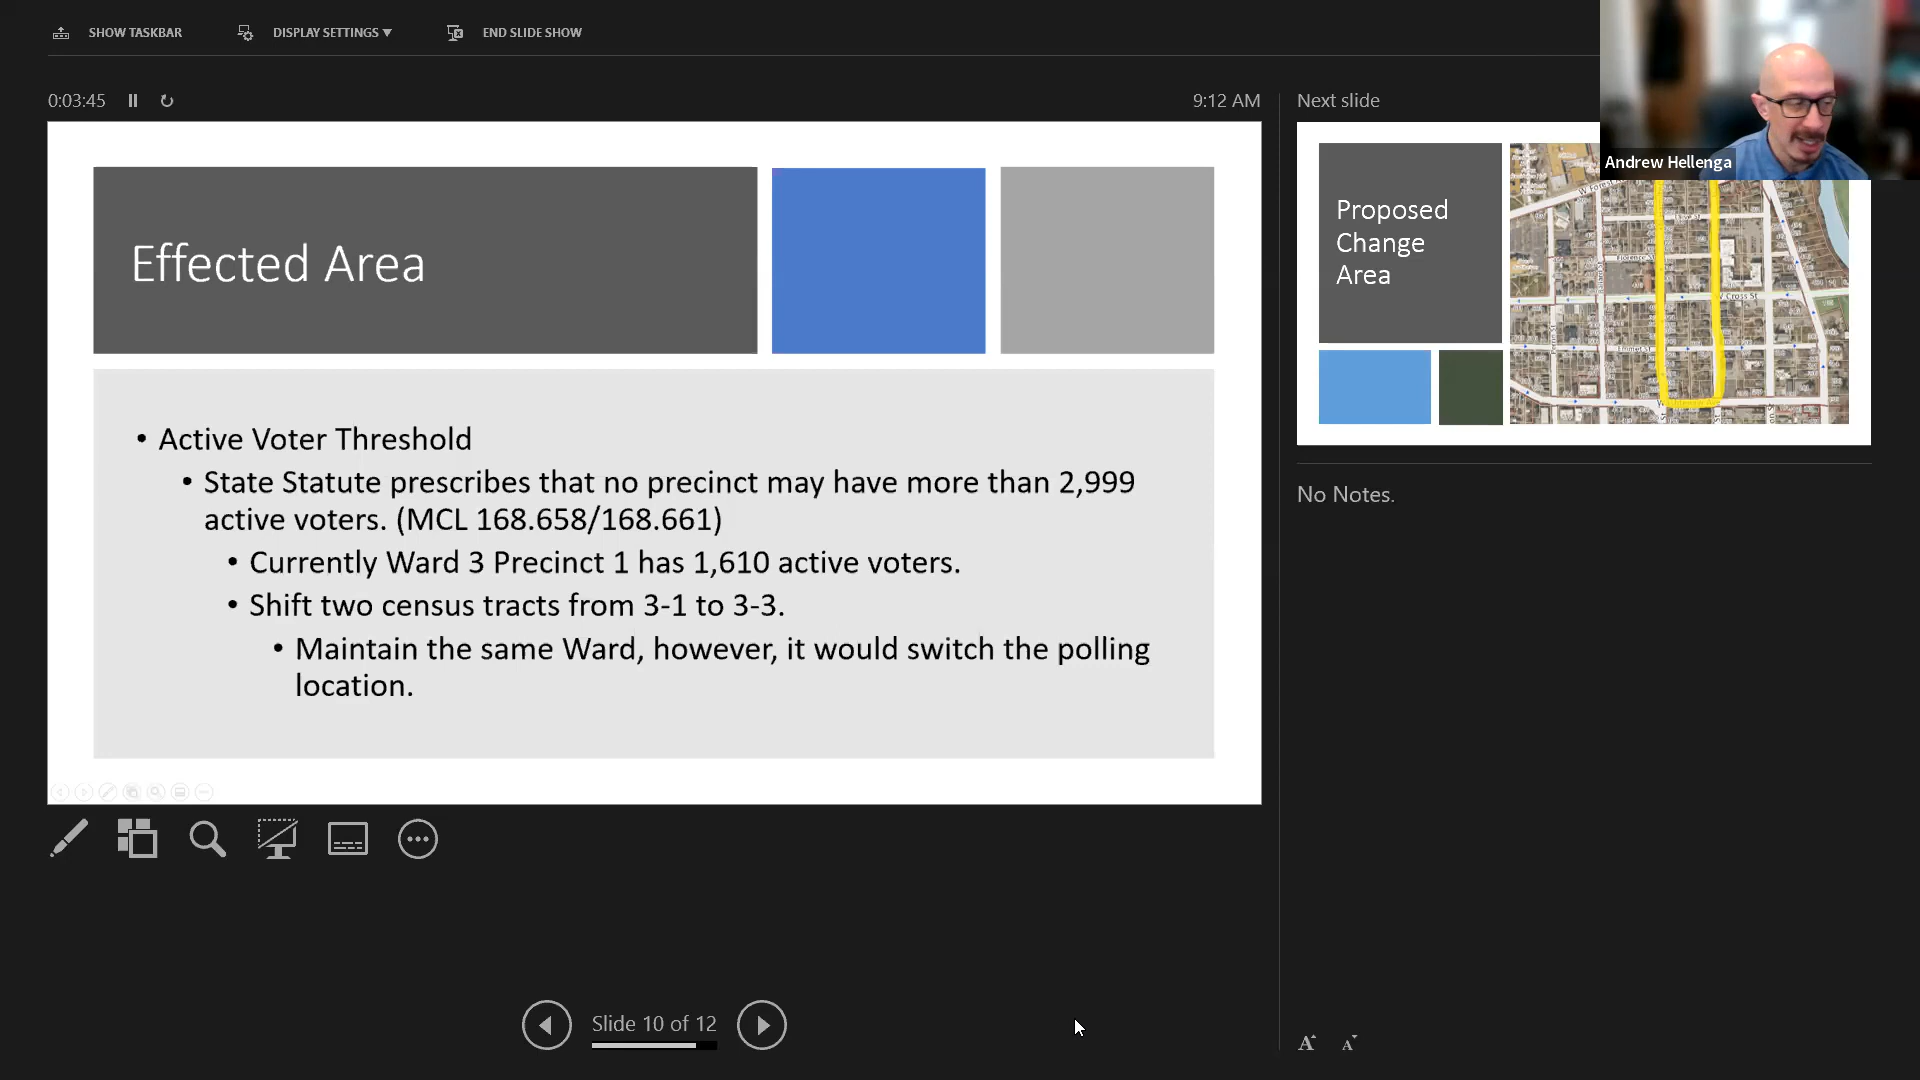 SHOW TASKBAR
DISPLAY SETTINGS ▼
END SLIDE SHOW
0:03:45
9:12 AM
Next slide
Andrew Hellenga
Effected Area
• Active Voter Threshold
• State Statute prescribes that no precinct may have more than 2,999
active voters. (MCL 168.658/168.661)
• Currently Ward 3 Precinct 1 has 1,610 active voters.
• Shift two census tracts from 3-1 to 3-3.
• Maintain the same Ward, however, it would switch the polling
location.
Proposed
Change
Area
W Cross St
No Notes.
Slide 10 of 12
A
A